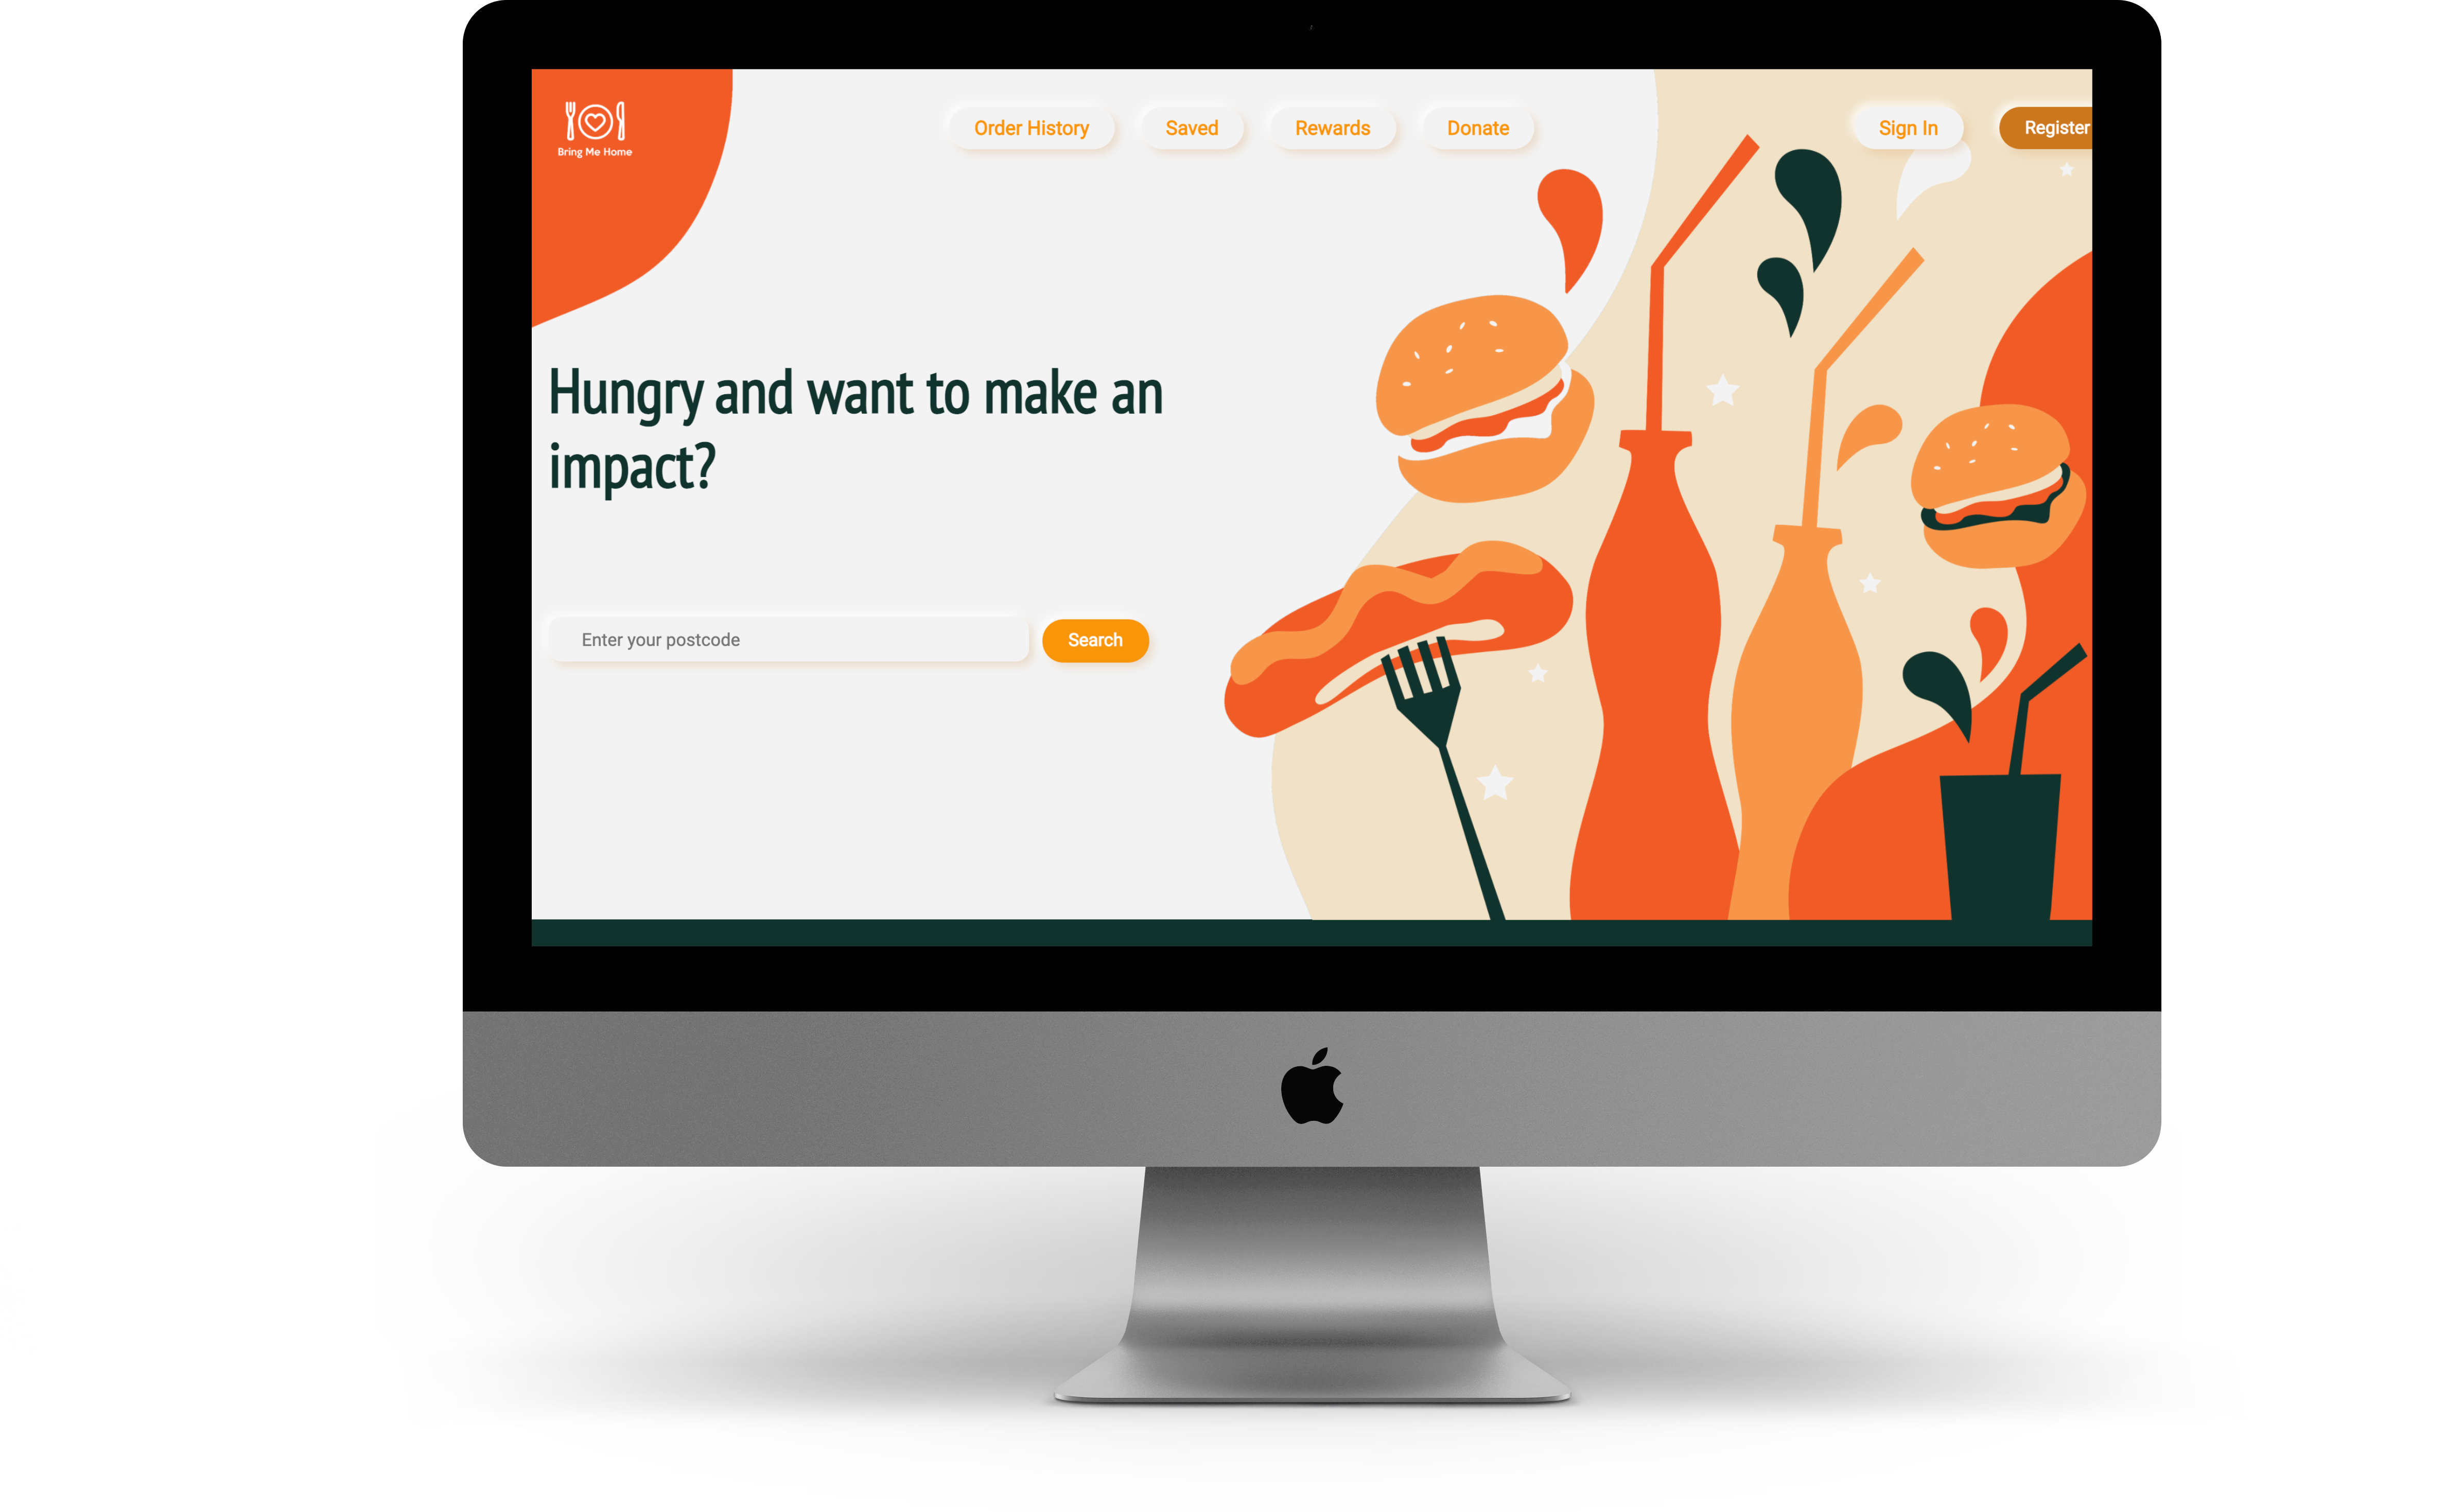 Bring Me Home
Order History
Saved
Rewards
Donate
Sign In
Register
Hungry and want to make an
impact?
Enter your postcode
Search